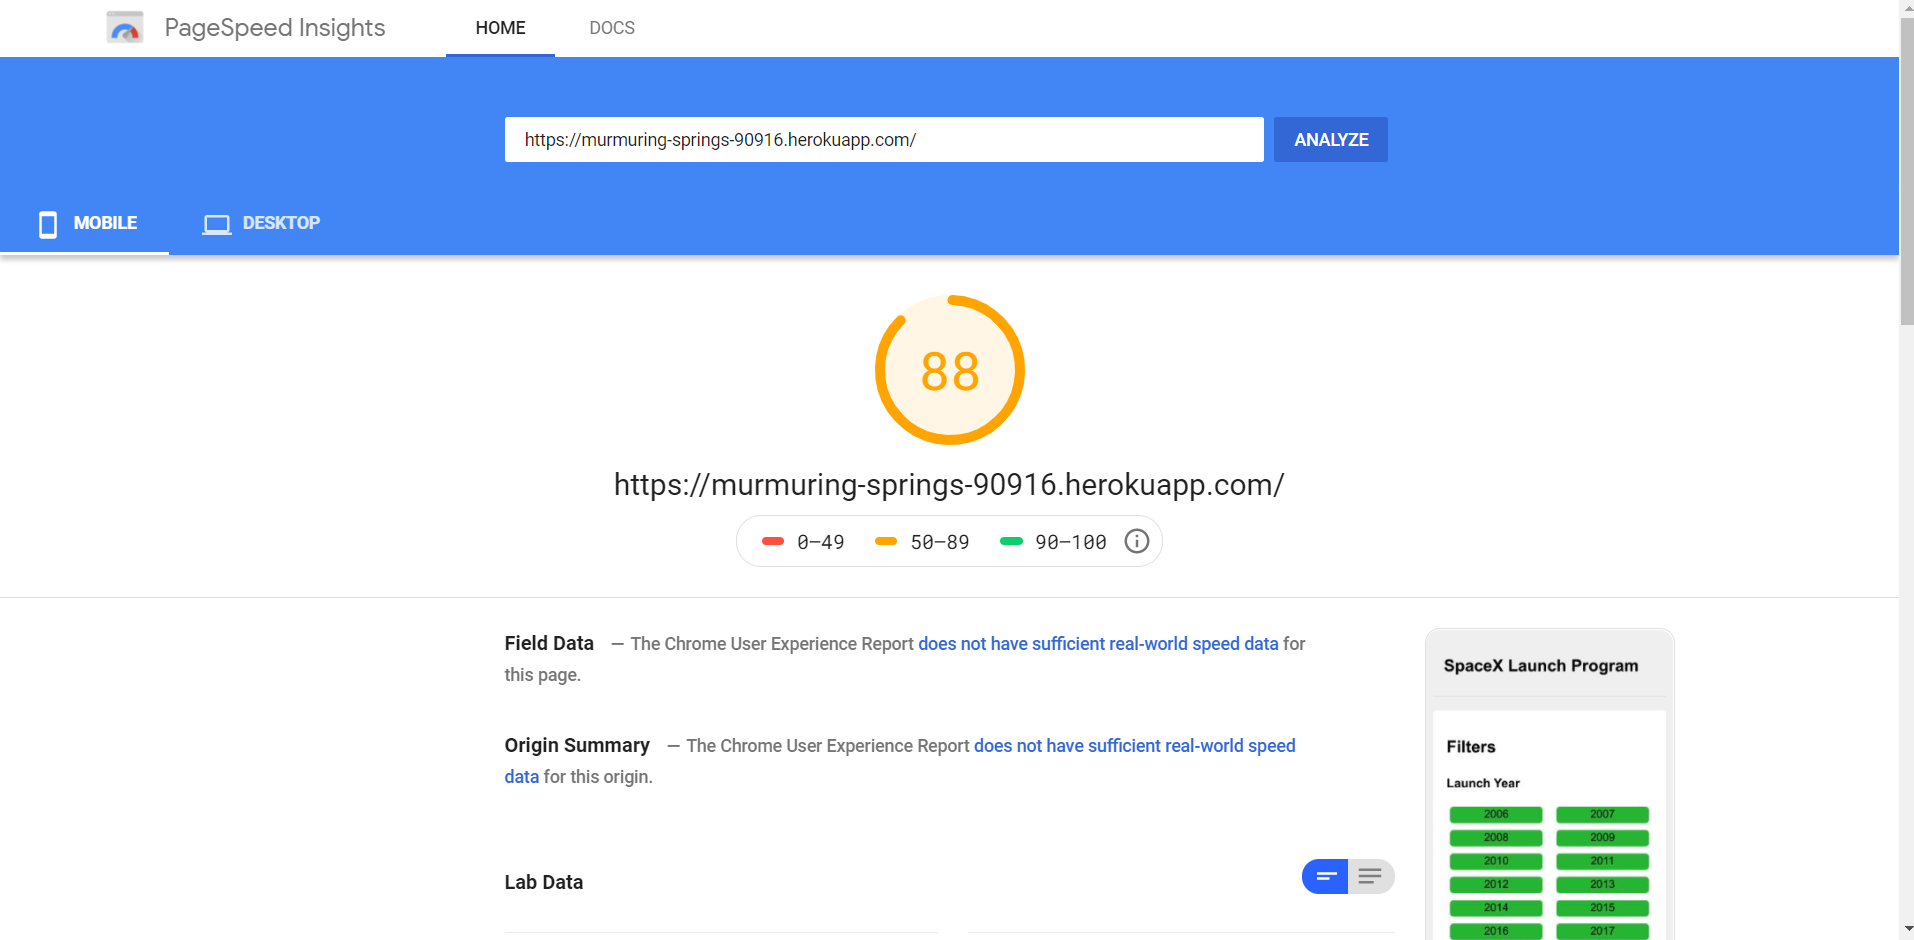 PageSpeed Insights
HOME
DOCS
https://murmuring-springs-90916.herokuapp.com/
ANALYZE
MOBILE
DESKTOP
88
https://murmuring-springs-90916.herokuapp.com/
0–49
50–89
90–100
Field Data — The Chrome User Experience Report does not have sufficient real-world speed data for
this page.
Origin Summary — The Chrome User Experience Report does not have sufficient real-world speed
data for this origin.
Lab Data
SpaceX Launch Program
Filters
Launch Year
2006 2007
2008 2009
2010 2011
2012 2013
2014 2015
2016 2017